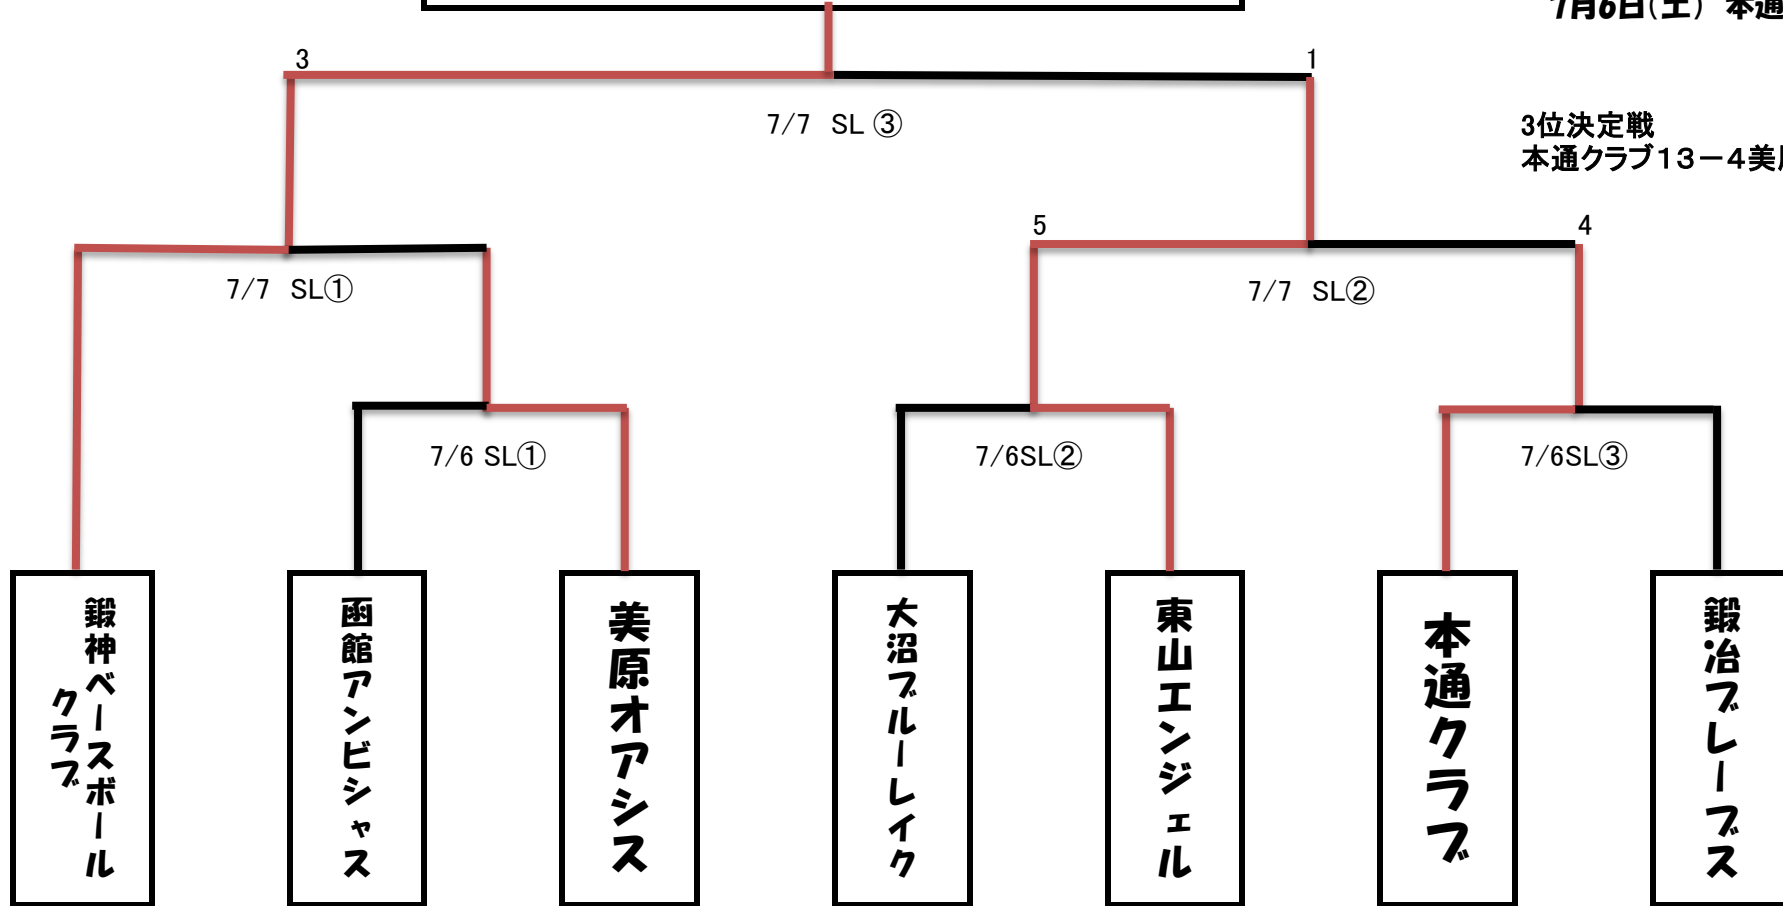 7月6日(土) 本通
3
1
7/7 SL ③
3位決定戦
本通クラブ13－4美
5
4
7/7 SL①
7/7 SL②
7/6 SL①
7/6SL②
7/6SL③
鍛神ベースボール
クラブ
函館アンビシャス
美原オアシス
大沼ブルーレイク
東山エンジェル
本通クラブ
鍛冶ブレーブス